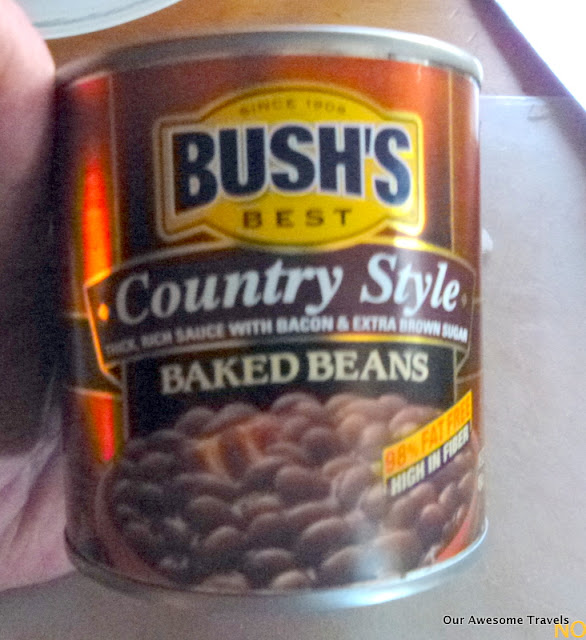 SINCE 1908
BUSH'S
BEST
Country Style
THICK, RICH SAUCE WITH BACON & EXTRA BROWN SUGAR
BAKED BEANS
98% FAT FREE
HIGH IN FIBER
Our Awesome Travels
NC